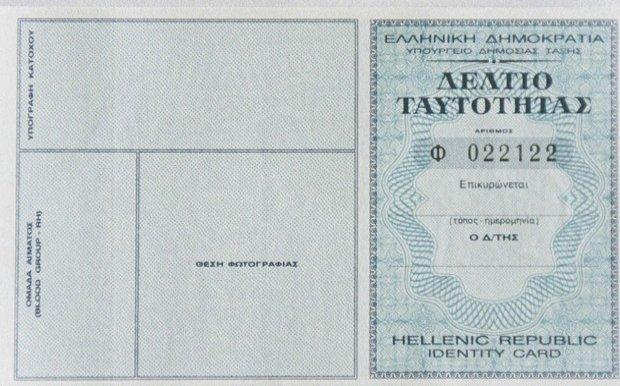 ΥΠΟΓΡΑΦΗ ΚΑΤΟΧΟΥ
ΟΜΑΔΑ ΑΙΜΑΤΟΣ
(BLOOD GROUP - RH)
ΘΕΣΗ ΦΩΤΟΓΡΑΦΙΑΣ
ΕΛΛΗΝΙΚΗ ΔΗΜΟΚΡΑΤΙΑ
ΥΠΟΥΡΓΕΙΟ ΔΗΜΟΣΙΑΣ ΤΑΞΗΣ
ΔΕΛΤΙΟ
ΤΑΥΤΟΤΗΤΑΣ
ΑΡΙΘΜΟΣ
Φ 022122
Επικυρώνεται
(τόπος - ημερομηνία)
Ο Δ/ΤΗΣ
HELLENIC REPUBLIC
IDENTITY CARD